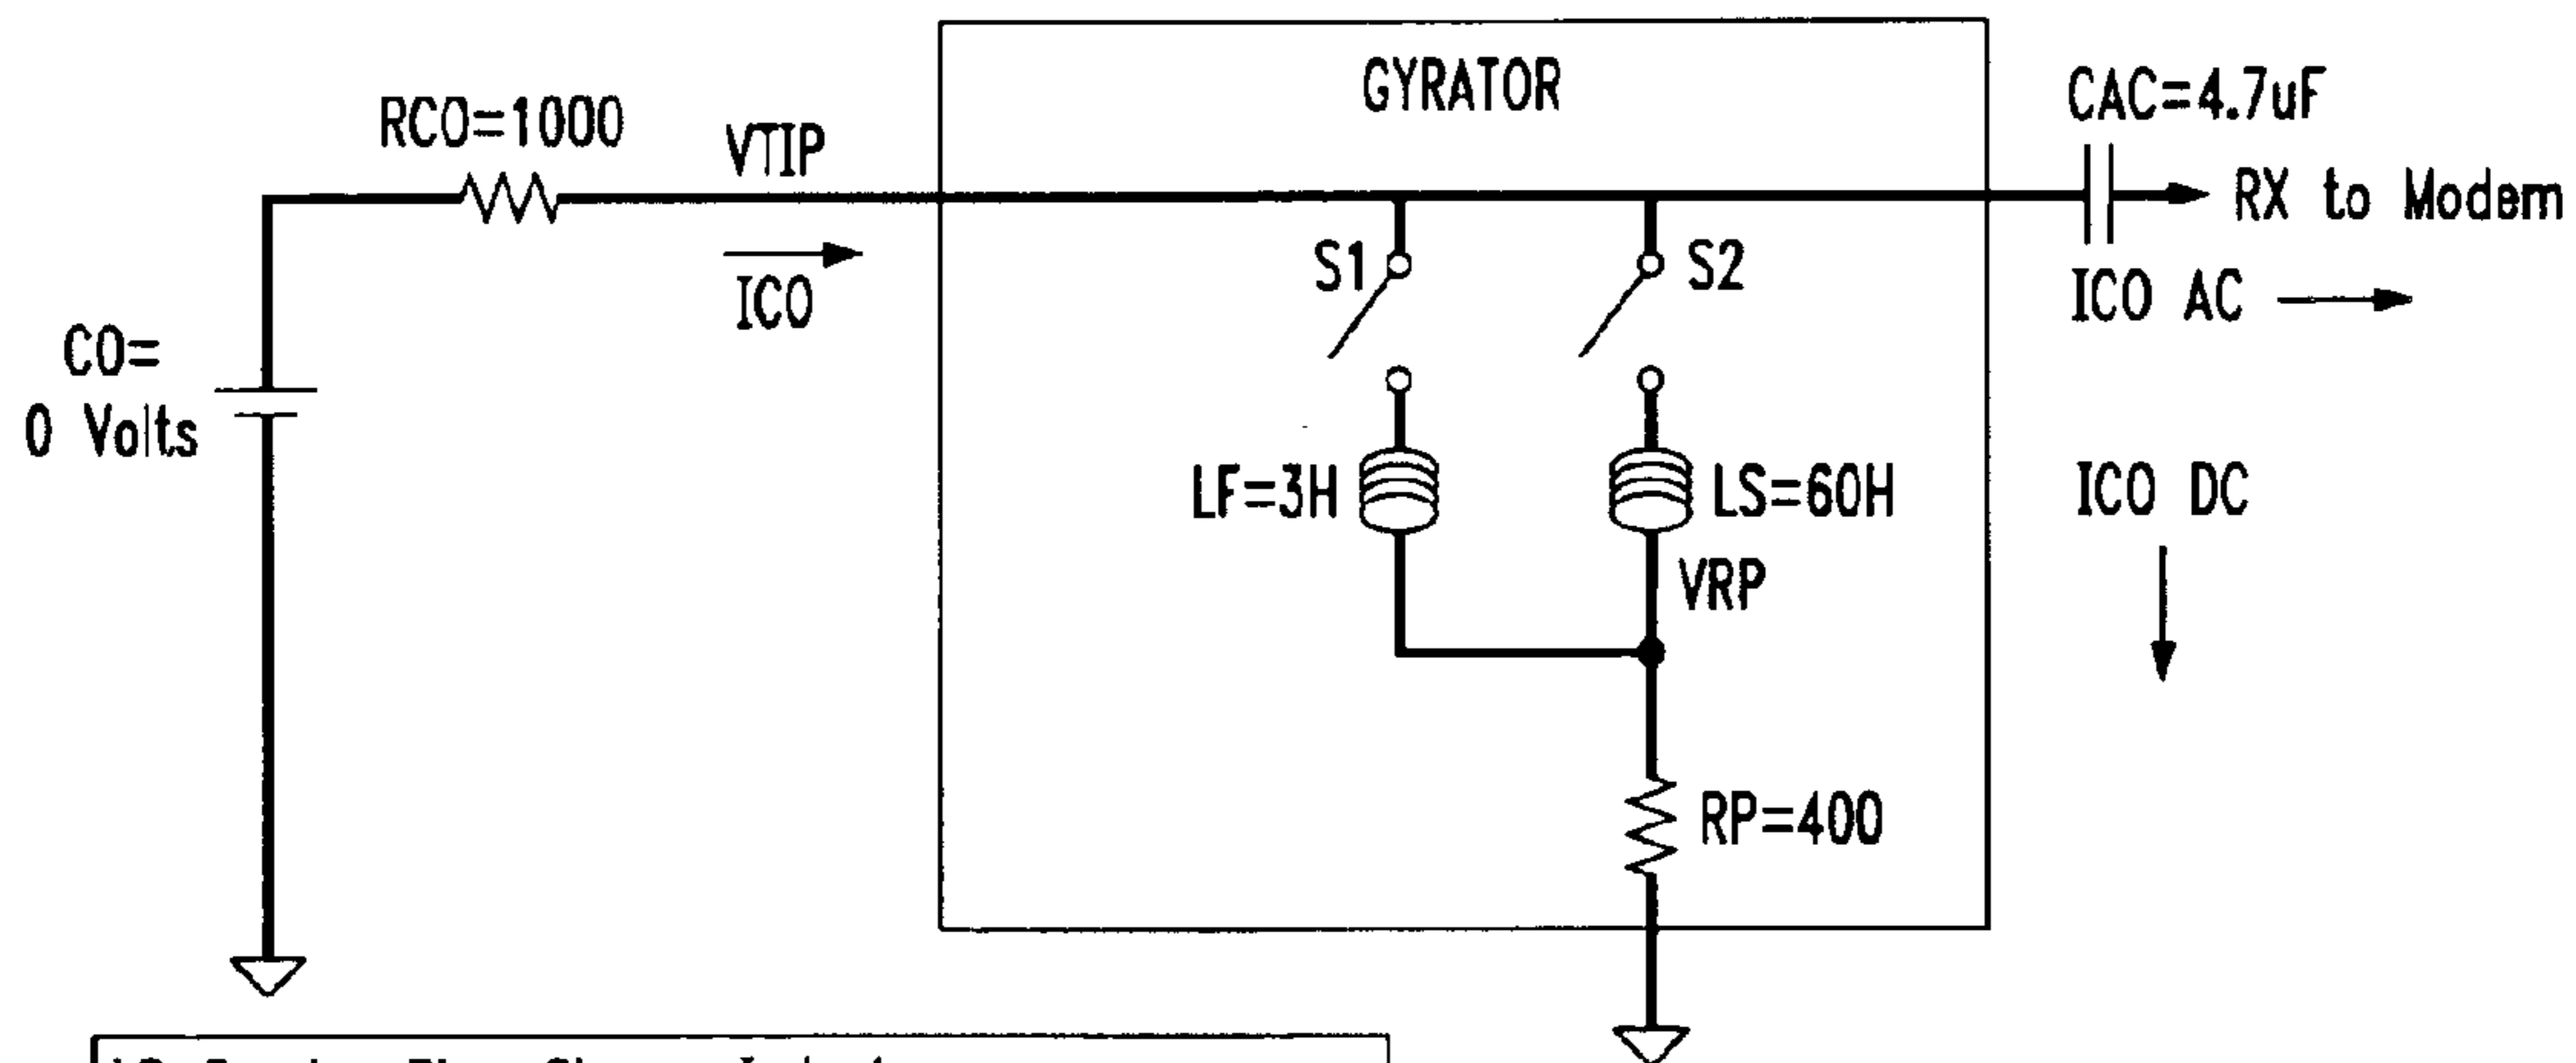 GYRATOR
RCO=1000
VTIP
CAC=4.7uF
RX to Modem
S1
S2
ICO
ICO AC
CO=
0 Volts
LF=3H
LS=60H
ICO DC
VRP
RP=400